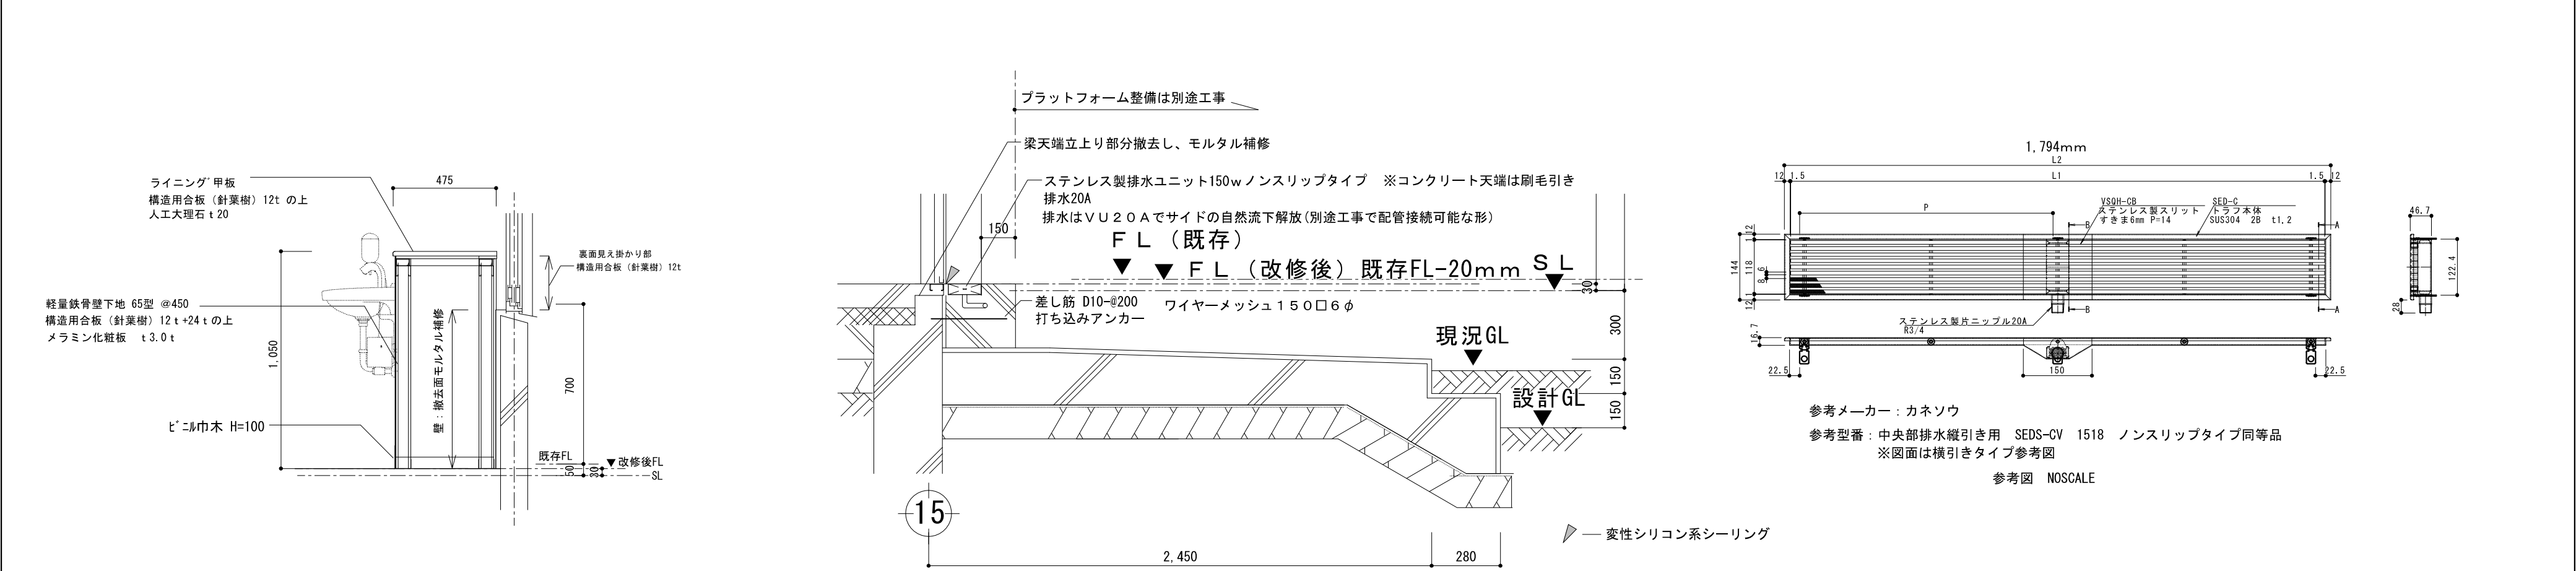 ライニング甲板
構造用合板（針葉樹）12t の上
人工大理石ｔ20
475
裏面見え掛かり部
構造用合板（針葉樹）12t
軽量鉄骨壁下地 65型 @450
構造用合板（針葉樹）12ｔ+24ｔの上
メラミン化粧板　ｔ3.0ｔ
1,050
壁：撤去面モルタル補修
700
ビニル巾木 H=100
既存FL
▼改修後FL
50
30
SL
プラットフォーム整備は別途工事
梁天端立上り部分撤去し、モルタル補修
ステンレス製排水ユニット150ｗノンスリップタイプ　※コンクリート天端は刷毛引き
排水20A
排水はＶＵ２０Ａでサイドの自然流下解放(別途工事で配管接続可能な形)
150
ＦＬ（既存）
ＦＬ（改修後）既存FL-20ｍｍ
ＳＬ
30
差し筋 D10-@200
打ち込みアンカー
ワイヤーメッシュ１５０口６φ
300
現況GL
150
設計GL
150
15
2,450
280
変性シリコン系シーリング
1,794mm
L2
12
1.5
L1
1.5
12
P
VSQH-CB
ステンレス製スリット
すきま6mm P=14
SED-C
トラフ本体
SUS304　2B　t1.2
B
A
46.7
12
144
118
8
6
12
122.4
28
ステンレス製片ニップル20A
R3/4
B
A
16.7
22.5
150
22.5
参考メーカー：カネソウ
参考型番：中央部排水縦引き用　SEDS-CV　1518　ノンスリップタイプ同等品
※図面は横引きタイプ参考図
参考図　NOSCALE